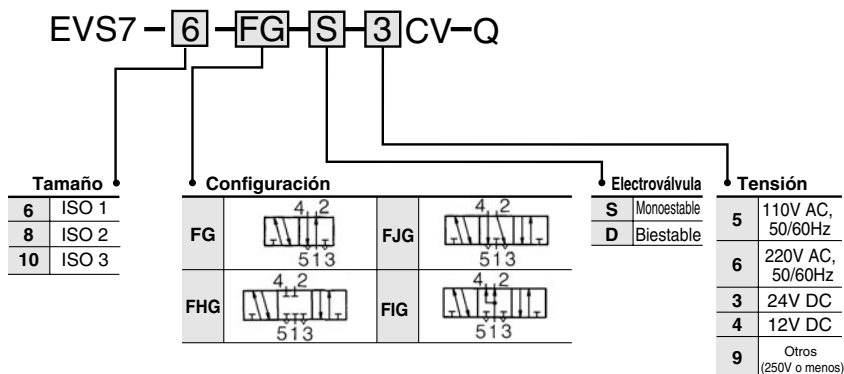 EVS7-6-FG-S-3CV-Q
Tamaño
6 ISO 1
8 ISO 2
10 ISO 3
Configuración
FG
4 2
513
FJG
4 2
513
FHG
4 2
513
FIG
4 2
513
Electroválvula
S Monoestable
D Biestable
Tensión
5 110V AC,
50/60Hz
6 220V AC,
50/60Hz
3 24V DC
4 12V DC
9 Otros
(250V o menos)